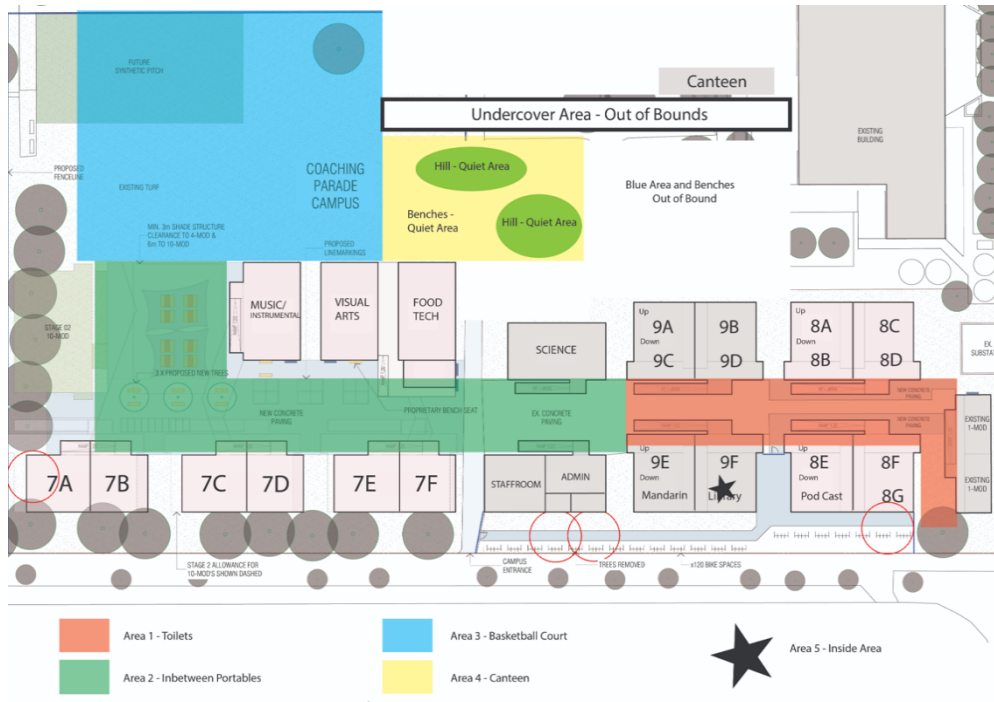 FUTURE
SYNTHETIC PITCH
Canteen
Undercover Area - Out of Bounds
EXISTING
BUILDING
PROPOSED
FENCELINE
EXISTING TURF
COACHING
PARADE
CAMPUS
Hill - Quiet Area
Benches -
Quiet Area
Hill - Quiet Area
Blue Area and Benches
Out of Bound
MIN. 3m SHADE STRUCTURE
CLEARANCE TO 4-MOD &
6m TO 10-MOD
PROPOSED
LINEMARKINGS
STAGE 02
10-MOD
MUSIC/
INSTRUMENTAL
VISUAL
ARTS
FOOD
TECH
SCIENCE
Up
9A
9B
Down
9C
9D
Up
8A
8C
Down
8B
8D
EX.
SUBSTA
3 X PROPOSED NEW TREES
NEW CONCRETE
PAVING
PROPRIETARY BENCH SEAT
EX. CONCRETE
PAVING
NEW CONCRETE
PAVING
NEW CONCRETE
PAVING
EXISTING
1-MOD
EXISTING
1-MOD
7A
7B
7C
7D
7E
7F
STAFFROOM
ADMIN
Up
9E
9F
Down
Mandarin
Library
Up
8E
8F
Down
Pod Cast
8G
STAGE 2 ALLOWANCE FOR
10-MOD'S SHOWN DASHED
CAMPUS
ENTRANCE
TREES REMOVED
x120 BIKE SPACES
Area 1 - Toilets
Area 2 - Inbetween Portables
Area 3 - Basketball Court
Area 4 - Canteen
Area 5 - Inside Area